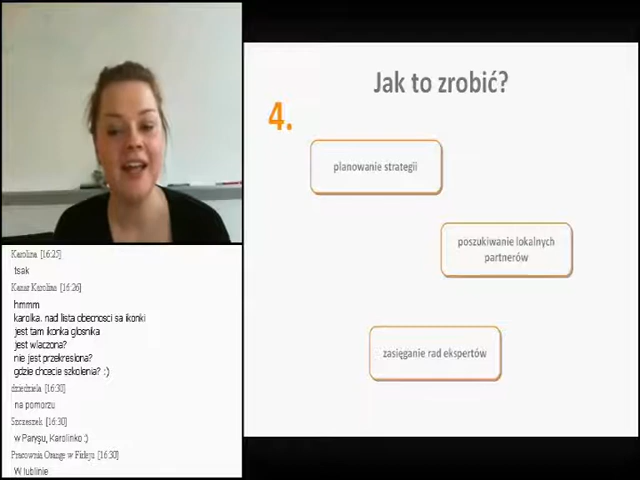 Jak to zrobić?
4.
planowanie strategii
poszukiwanie lokalnych
partnerów
zasięganie rad ekspertów
Karolina [16:25]
tsak
Kazar Karolina [16:26]
hmmm
karolka. nad lista obecnosci sa ikonki
jest tam ikonka glosnika
jest wlaczona?
nie jest przekreslona?
gdzie chcecie szkolenia? :)
dziedziela [16:30]
na pomorzu
Szczeszek [16:30]
w Paryşu, Karolinko ;)
Pracownia Orange w Firleju [16:30]
W lublinie